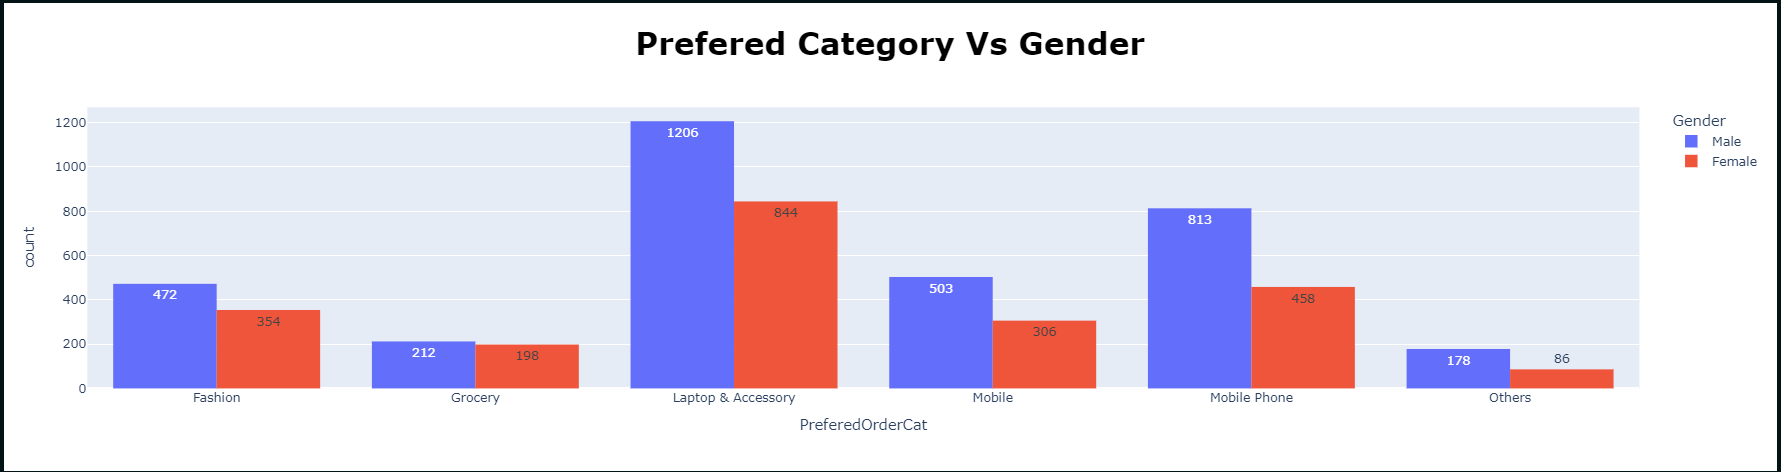 Prefered Category Vs Gender
Gender
Male
Female
count
1200
1000
800
600
400
200
0
472
354
212
198
1206
844
503
306
813
458
178
86
Fashion
Grocery
Laptop & Accessory
Mobile
Mobile Phone
Others
PreferedOrderCat